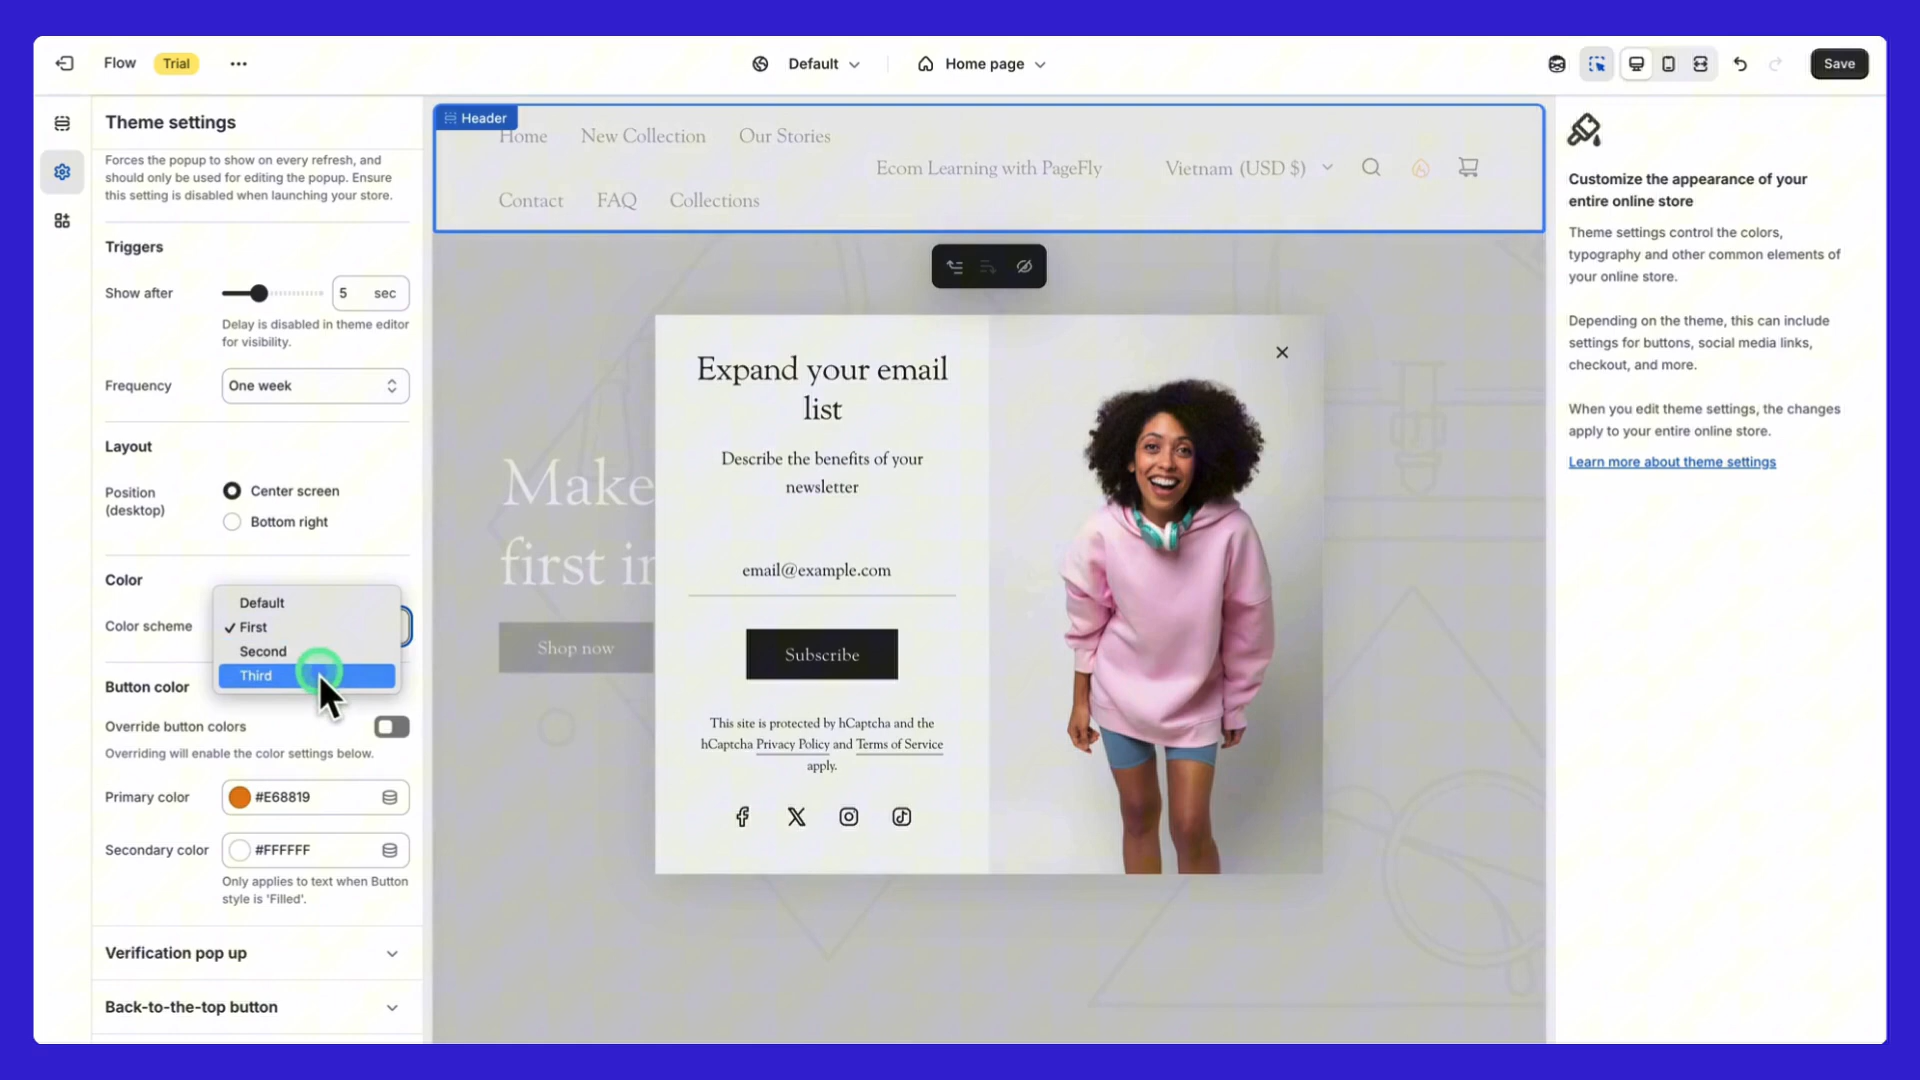 Flow
Trial
Default
Home page
Save
Theme settings
Forces the popup to show on every refresh, and
should only be used for editing the popup. Ensure
this setting is disabled when launching your store.
Triggers
Show after
5 sec
Delay is disabled in theme editor
for visibility.
Frequency
One week
Layout
Position
(desktop)
Center screen
Bottom right
Color
Color scheme
Default
First
Second
Third
Button color
Override button colors
Overriding will enable the color settings below.
Primary color
#E68819
Secondary color
#FFFFFF
Only applies to text when Button
style is 'Filled'.
Verification pop up
Back-to-the-top button
Header
Home New Collection Our Stories
Contact FAQ Collections
Ecom Learning with PageFly
Vietnam (USD $)
Make
first in
Shop now
Expand your email
list
Describe the benefits of your
newsletter
email@example.com
Subscribe
This site is protected by hCaptcha and the
hCaptcha Privacy Policy and Terms of Service
apply.
Customize the appearance of your
entire online store
Theme settings control the colors,
typography and other common elements of
your online store.
Depending on the theme, this can include
settings for buttons, social media links,
checkout, and more.
When you edit theme settings, the changes
apply to your entire online store.
Learn more about theme settings